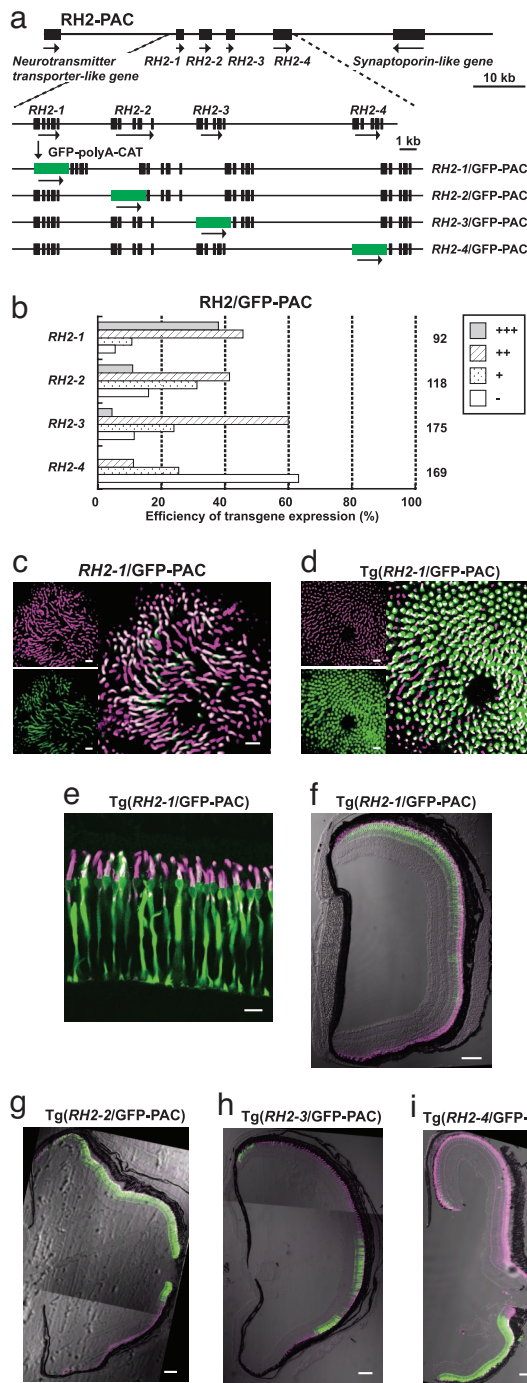 a RH2-PAC
Neurotransmitter
transporter-like gene
RH2-1 RH2-2 RH2-3 RH2-4
Synaptoporin-like gene
10 kb
RH2-1 RH2-2 RH2-3 RH2-4
GFP-polyA-CAT
1 kb
RH2-1/GFP-PAC
RH2-2/GFP-PAC
RH2-3/GFP-PAC
RH2-4/GFP-PAC
b RH2/GFP-PAC
RH2-1 92
RH2-2 118
RH2-3 175
RH2-4 169
+++
++
+
-
0 20 40 60 80 100
Efficiency of transgene expression (%)
c RH2-1/GFP-PAC
d Tg(RH2-1/GFP-PAC)
e Tg(RH2-1/GFP-PAC)
f Tg(RH2-1/GFP-PAC)
g Tg(RH2-2/GFP-PAC)
h Tg(RH2-3/GFP-PAC)
i Tg(RH2-4/GFP-